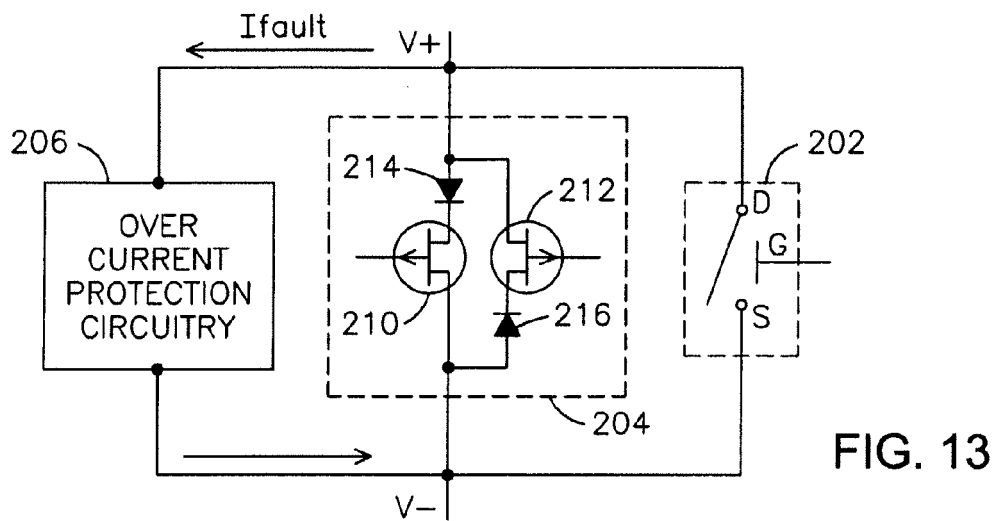 Ifault
V+
206
202
214
212
D
G
S
OVER
CURRENT
PROTECTION
CIRCUITRY
210
216
204
FIG. 13
V-